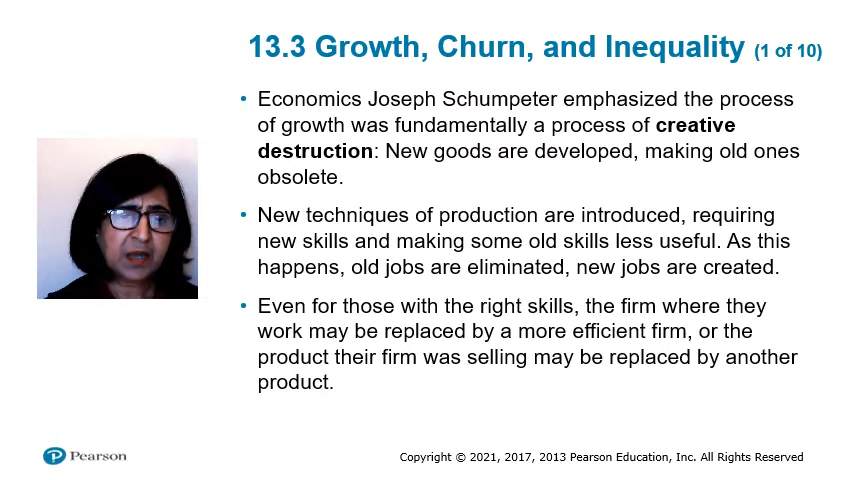 13.3 Growth, Churn, and Inequality (1 of 10)
• Economics Joseph Schumpeter emphasized the process
of growth was fundamentally a process of creative
destruction: New goods are developed, making old ones
obsolete.
• New techniques of production are introduced, requiring
new skills and making some old skills less useful. As this
happens, old jobs are eliminated, new jobs are created.
• Even for those with the right skills, the firm where they
work may be replaced by a more efficient firm, or the
product their firm was selling may be replaced by another
product.
Pearson
Copyright © 2021, 2017, 2013 Pearson Education, Inc. All Rights Reserved